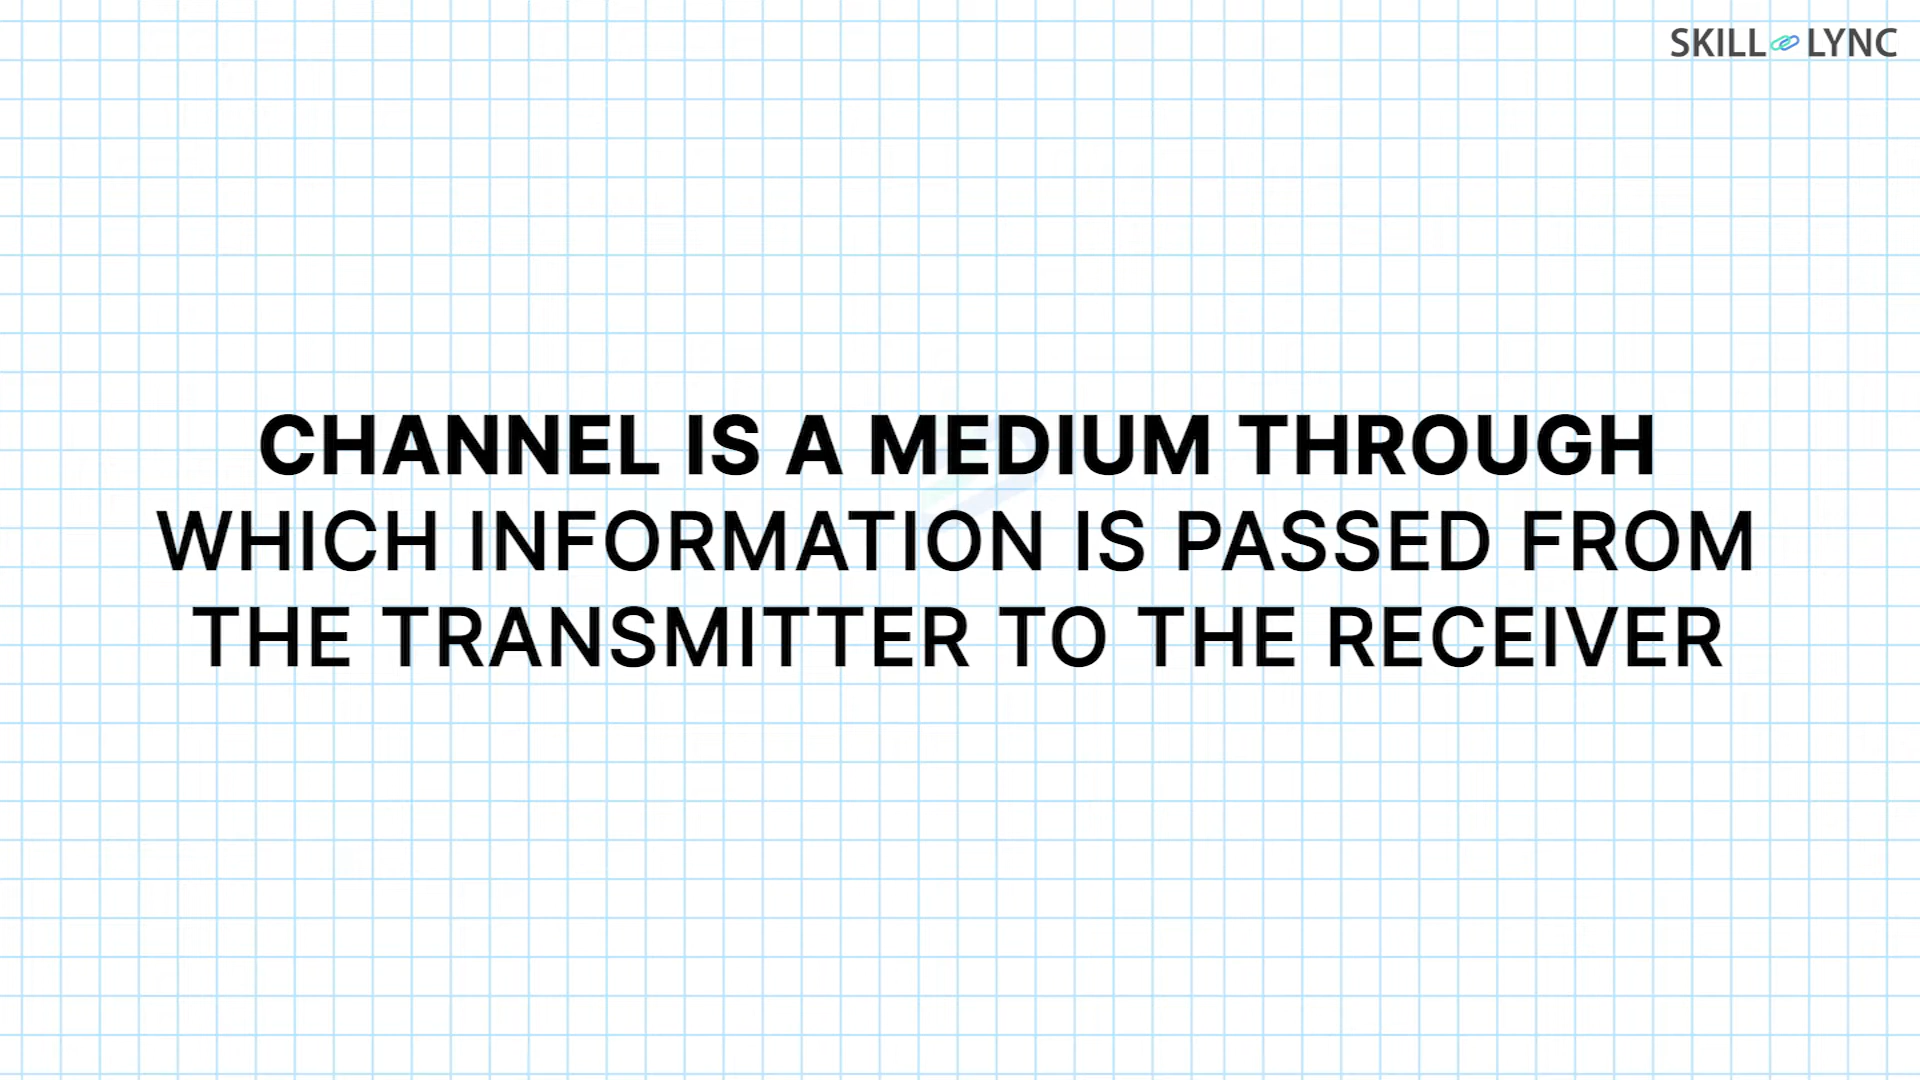 SKILL LYNC
CHANNEL IS A MEDIUM THROUGH
WHICH INFORMATION IS PASSED FROM
THE TRANSMITTER TO THE RECEIVER